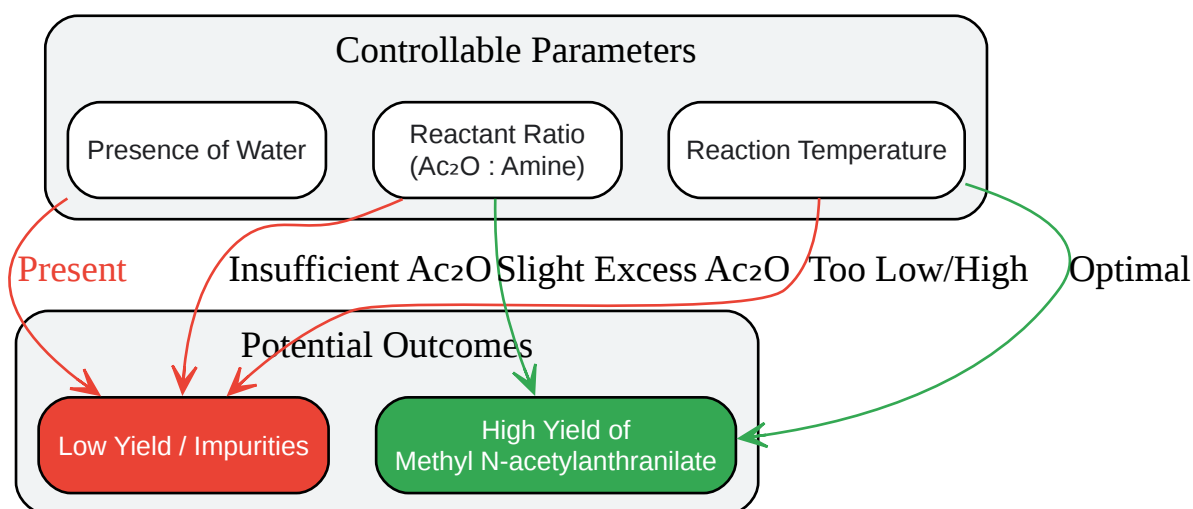 Controllable Parameters
Presence of Water
Reactant Ratio
(Ac₂O : Amine)
Reaction Temperature
Present
Insufficient Ac₂O
Slight Excess Ac₂O
Too Low/High
Optimal
Potential Outcomes
Low Yield / Impurities
High Yield of
Methyl N-acetylanthranilate